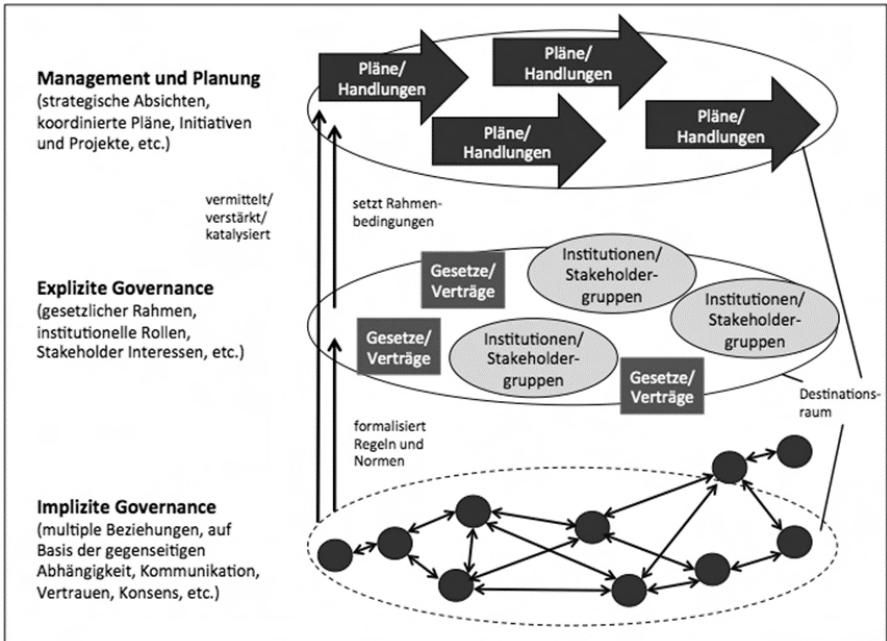 Management und Planung
(strategische Absichten,
koordinierte Pläne, Initiativen
und Projekte, etc.)
Pläne/
Handlungen
Pläne/
Handlungen
Pläne/
Handlungen
Pläne/
Handlungen
vermittelt/
verstärkt/
katalysiert
setzt Rahmen-
bedingungen
Explizite Governance
(gesetzlicher Rahmen,
institutionelle Rollen,
Stakeholder Interessen, etc.)
Gesetze/
Verträge
Institutionen/
Stakeholder-
gruppen
Institutionen/
Stakeholder-
gruppen
Gesetze/
Verträge
Institutionen/
Stakeholder-
gruppen
Gesetze/
Verträge
Destinations-
raum
formalisiert
Regeln und
Normen
Implizite Governance
(multiple Beziehungen, auf
Basis der gegenseitigen
Abhängigkeit, Kommunikation,
Vertrauen, Konsens, etc.)